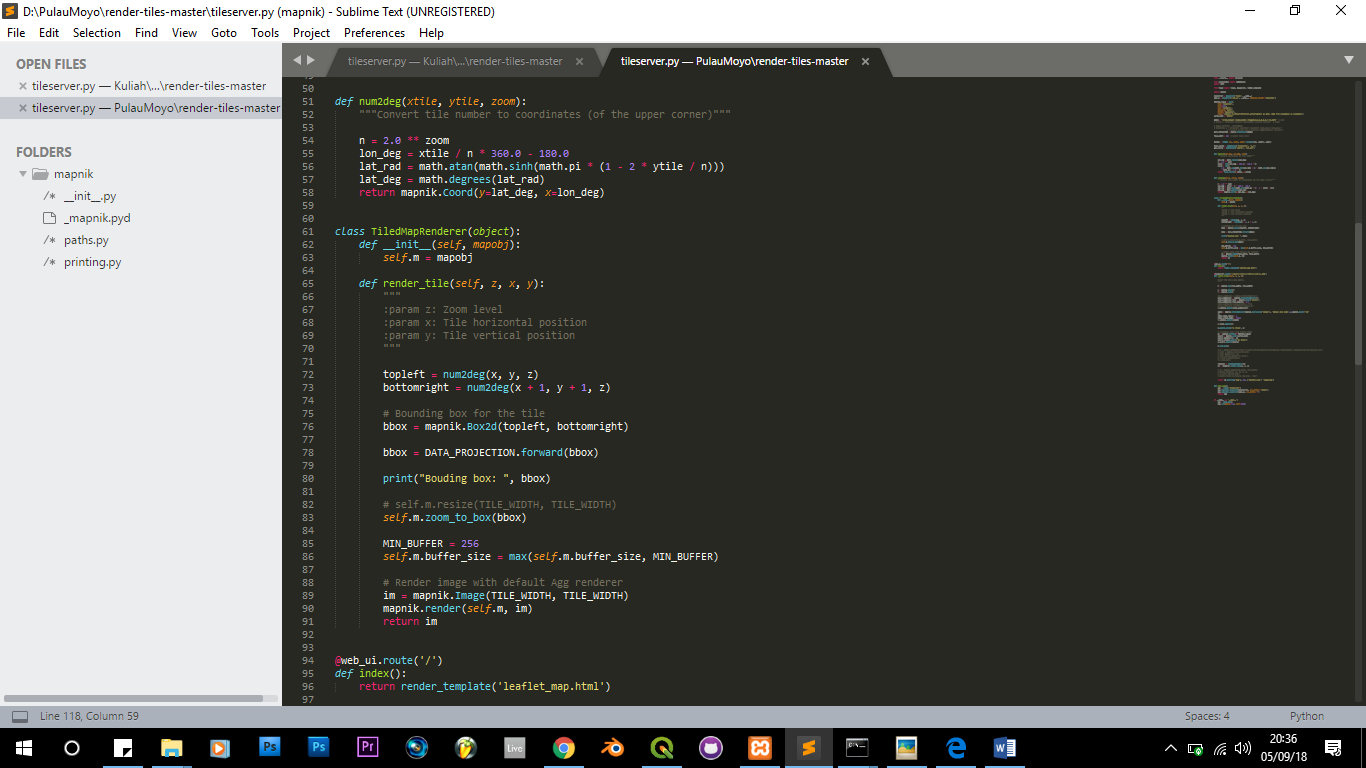 D:\PulauMoyo\render-tiles-master\tileserver.py (mapnik) - Sublime Text (UNREGISTERED)
File Edit Selection Find View Goto Tools Project Preferences Help
OPEN FILES
tileserver.py — Kuliah\...\render-tiles-master
tileserver.py — PulauMoyo\render-tiles-master
FOLDERS
mapnik
/* __init__.py
_mapnik.pyd
/* paths.py
/* printing.py
tileserver.py — Kuliah\...\render-tiles-master
tileserver.py — PulauMoyo\render-tiles-master
50
51 def num2deg(xtile, ytile, zoom):
52     """Convert tile number to coordinates (of the upper corner)"""
53
54     n = 2.0 ** zoom
55     lon_deg = xtile / n * 360.0 - 180.0
56     lat_rad = math.atan(math.sinh(math.pi * (1 - 2 * ytile / n)))
57     lat_deg = math.degrees(lat_rad)
58     return mapnik.Coord(y=lat_deg, x=lon_deg)
59
60
61 class TiledMapRenderer(object):
62     def __init__(self, mapobj):
63         self.m = mapobj
64
65     def render_tile(self, z, x, y):
66         """
67         :param z: Zoom level
68         :param x: Tile horizontal position
69         :param y: Tile vertical position
70         """
71
72         topleft = num2deg(x, y, z)
73         bottomright = num2deg(x + 1, y + 1, z)
74
75         # Bounding box for the tile
76         bbox = mapnik.Box2d(topleft, bottomright)
77
78         bbox = DATA_PROJECTION.forward(bbox)
79
80         print("Bouding box: ", bbox)
81
82         # self.m.resize(TILE_WIDTH, TILE_WIDTH)
83         self.m.zoom_to_box(bbox)
84
85         MIN_BUFFER = 256
86         self.m.buffer_size = max(self.m.buffer_size, MIN_BUFFER)
87
88         # Render image with default Agg renderer
89         im = mapnik.Image(TILE_WIDTH, TILE_WIDTH)
90         mapnik.render(self.m, im)
91         return im
92
93
94 @web_ui.route('/')
95 def index():
96     return render_template('leaflet_map.html')
97
Line 118, Column 59
Spaces: 4
Python
Ps
Ps
Pr
Live
20:36
05/09/18